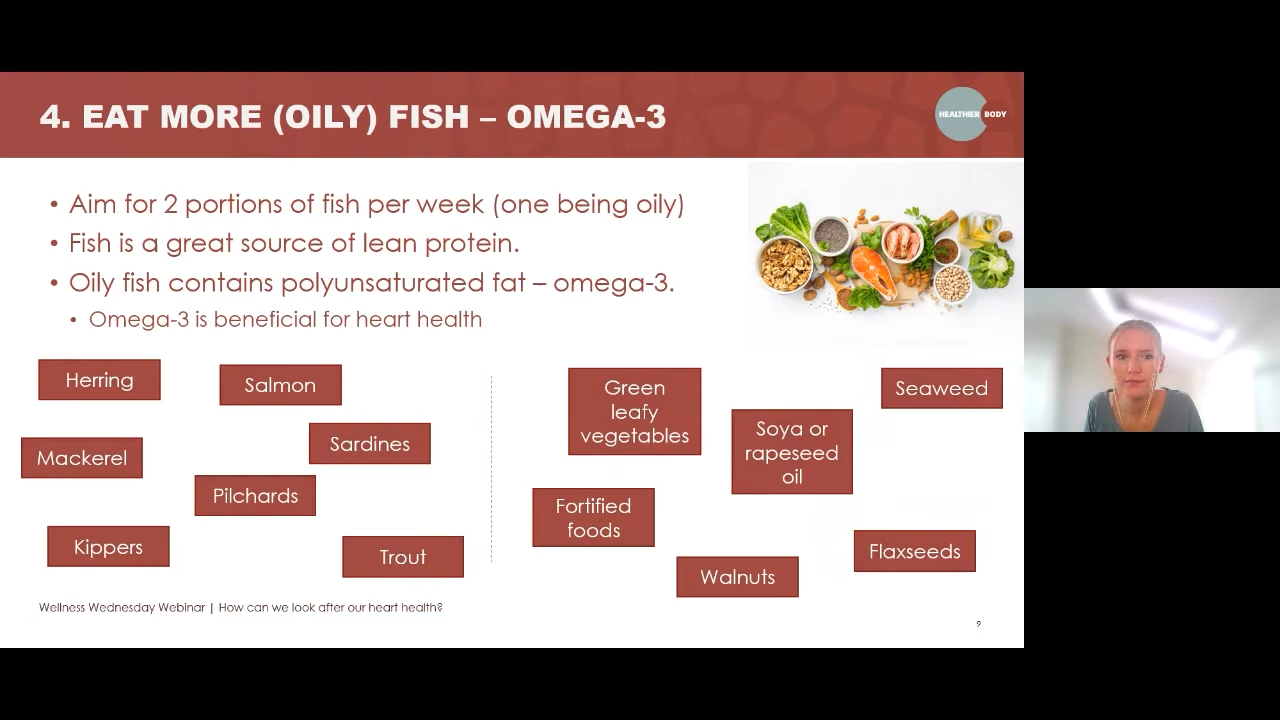 4. EAT MORE (OILY) FISH – OMEGA-3
HEALTHIER BODY
• Aim for 2 portions of fish per week (one being oily)
• Fish is a great source of lean protein.
• Oily fish contains polyunsaturated fat – omega-3.
• Omega-3 is beneficial for heart health
Herring
Salmon
Mackerel
Sardines
Pilchards
Kippers
Trout
Green
leafy
vegetables
Soya or
rapeseed
oil
Seaweed
Fortified
foods
Walnuts
Flaxseeds
Wellness Wednesday Webinar | How can we look after our heart health?
9